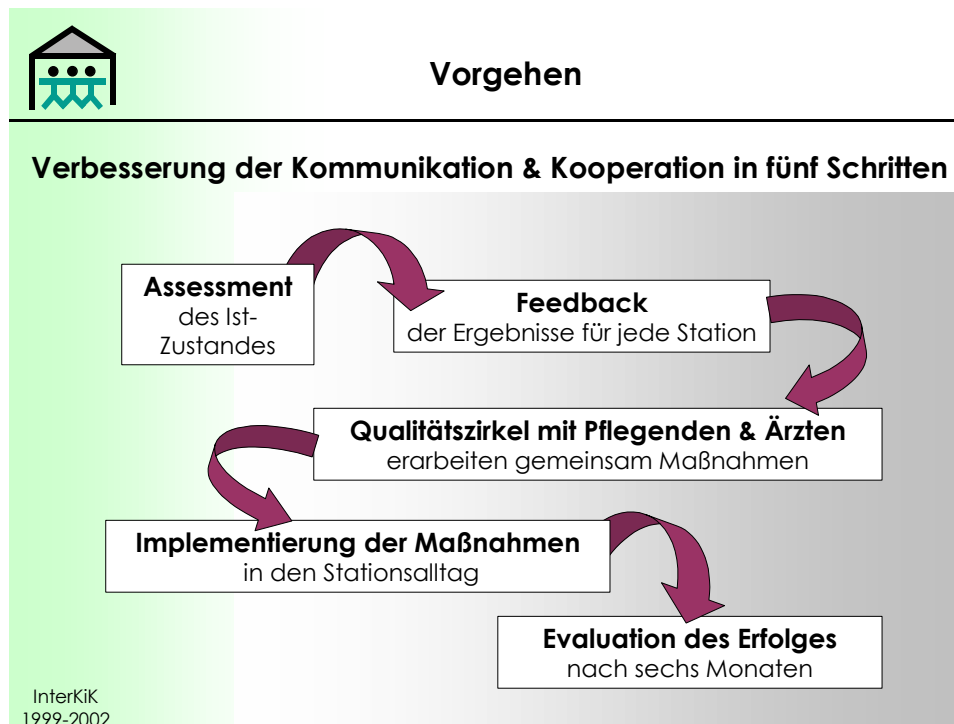 Vorgehen
Verbesserung der Kommunikation & Kooperation in fünf Schritten
Assessment
des Ist-
Zustandes
Feedback
der Ergebnisse für jede Station
Qualitätszirkel mit Pflegenden & Ärzten
erarbeiten gemeinsam Maßnahmen
Implementierung der Maßnahmen
in den Stationsalltag
Evaluation des Erfolges
nach sechs Monaten
InterKiK
1999-2002